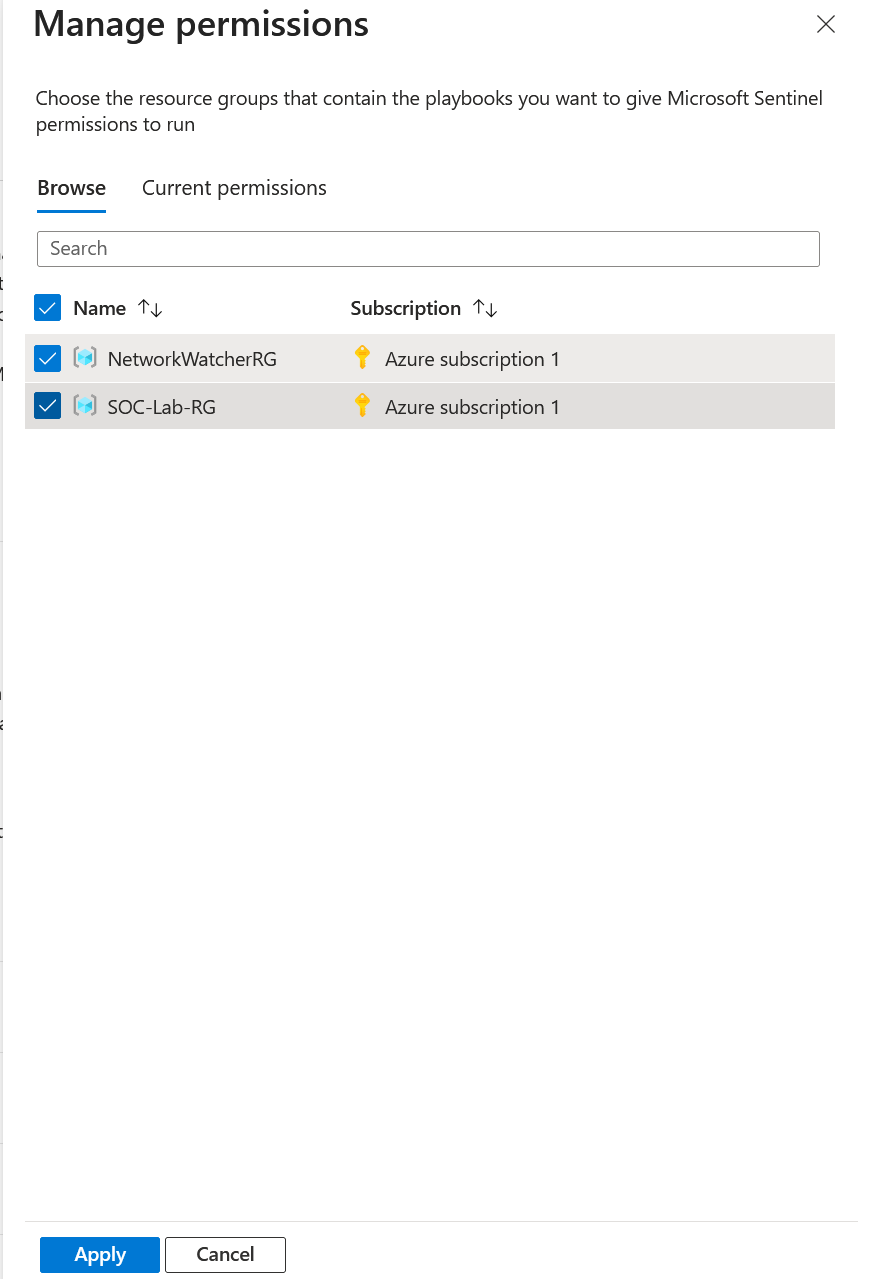 Manage permissions
Choose the resource groups that contain the playbooks you want to give Microsoft Sentinel
permissions to run
Browse Current permissions
Search
Name Subscription
NetworkWatcherRG Azure subscription 1
SOC-Lab-RG Azure subscription 1
Apply Cancel